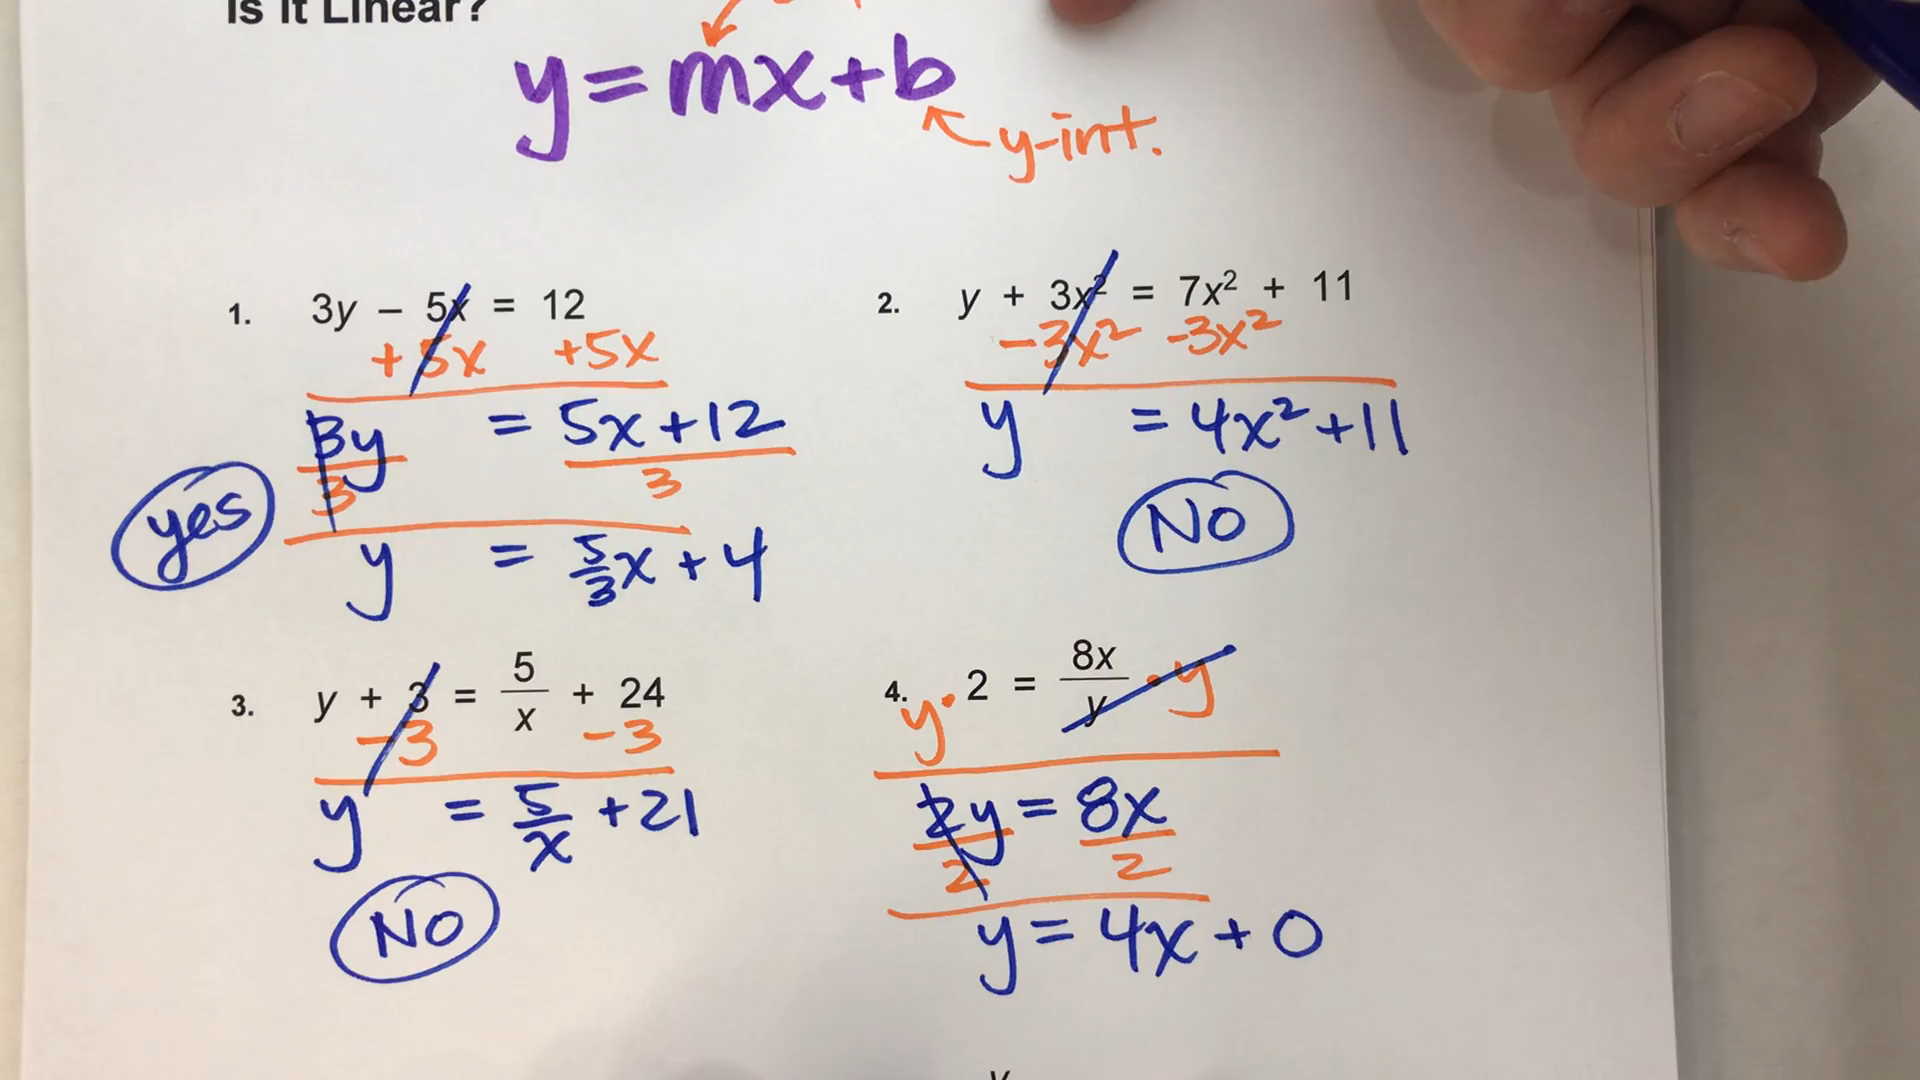 Is It Linear?
y = mx + b
y-int.
1. 3y − 5x = 12
+5x +5x
3y = 5x + 12
3 3
y = 5/3 x + 4
yes
2. y + 3x² = 7x² + 11
−3x² −3x²
y = 4x² + 11
No
3. y + 3 = 5/x + 24
−3 −3
y = 5/x + 21
No
4. y · 2 = 8x/y · y
2y = 8x
2 2
y = 4x + 0